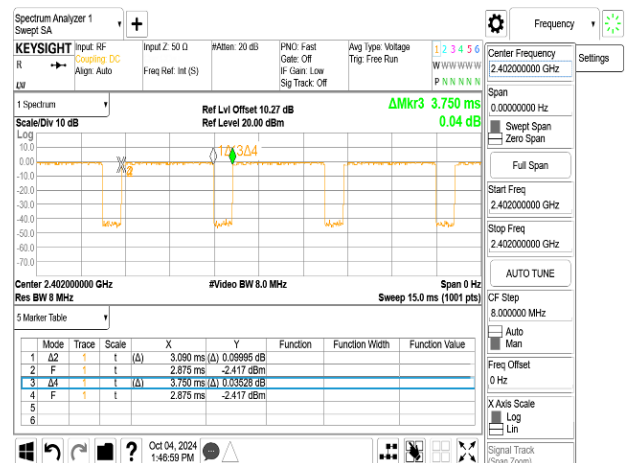 Spectrum Analyzer 1
Swept SA
Frequency
KEYSIGHT
R
Input: RF
Coupling: DC
Align: Auto
Input Z: 50 Ω
Freq Ref: Int (S)
#Atten: 20 dB
PNO: Fast
Gate: Off
IF Gain: Low
Sig Track: Off
Avg Type: Voltage
Trig: Free Run
1 2 3 4 5 6
W W W W W W
P N N N N N
LXI
1 Spectrum
Scale/Div 10 dB
Ref Lvl Offset 10.27 dB
Ref Level 20.00 dBm
ΔMkr3 3.750 ms
0.04 dB
Log
10.0
0.00
-10.0
-20.0
-30.0
-40.0
-50.0
-60.0
-70.0
1Δ2
3Δ4
Center 2.402000000 GHz
#Video BW 8.0 MHz
Span 0 Hz
Res BW 8 MHz
Sweep 15.0 ms (1001 pts)
5 Marker Table
Mode Trace Scale X Y Function Function Width Function Value
1 Δ2 1 t (Δ) 3.090 ms (Δ) 0.09995 dB
2 F 1 t 2.875 ms -2.417 dBm
3 Δ4 1 t (Δ) 3.750 ms (Δ) 0.03528 dB
4 F 1 t 2.875 ms -2.417 dBm
5
6
?
Oct 04, 2024
1:46:59 PM
Center Frequency
2.402000000 GHz
Settings
Span
0.00000000 Hz
Swept Span
Zero Span
Full Span
Start Freq
2.402000000 GHz
Stop Freq
2.402000000 GHz
AUTO TUNE
CF Step
8.000000 MHz
Auto
Man
Freq Offset
0 Hz
X Axis Scale
Log
Lin
Signal Track
(Span Zoom)